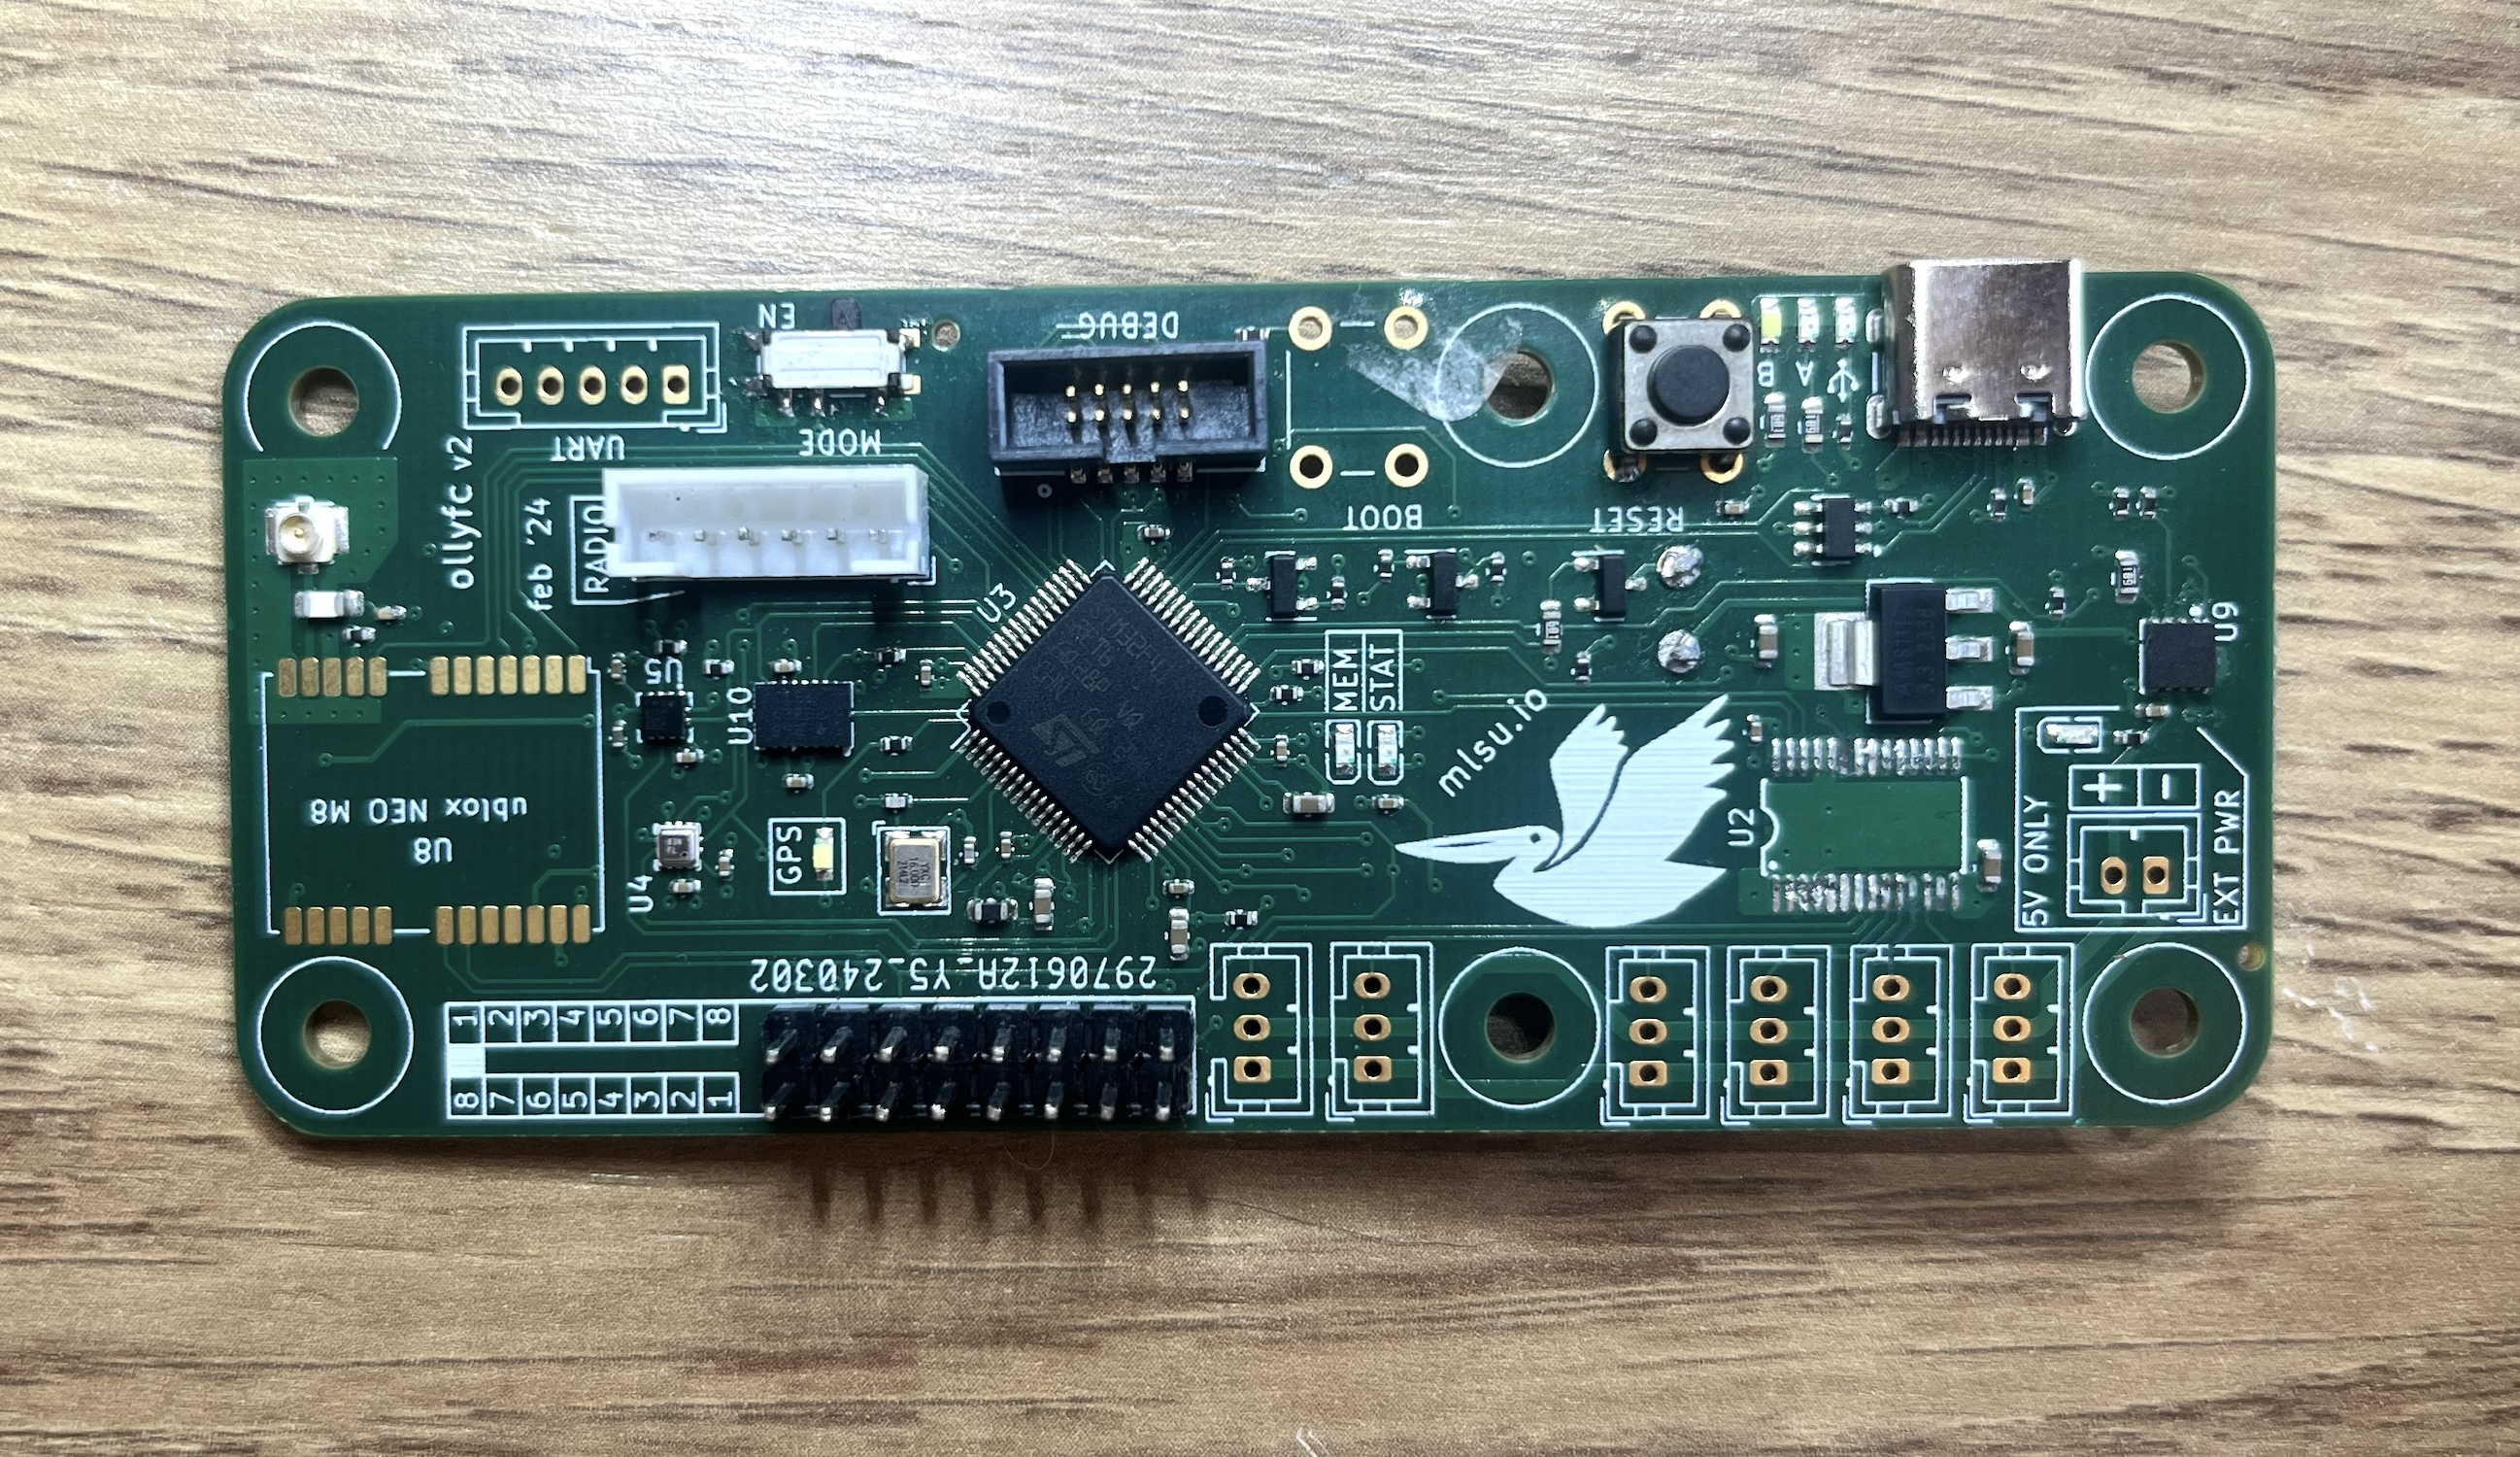 EN
DEBUG
B
A
UART
MODE
ollyfc v2
feb '24
RADIO
BOOT
RESET
U3
U9
U5
U10
MEM
STAT
mlsu.io
ublox NEO M8
U8
U4
GPS
U2
5V ONLY
+
-
EXT PWR
2970612A_Y5_240302
1 2 3 4 5 6 7 8
8 7 6 5 4 3 2 1